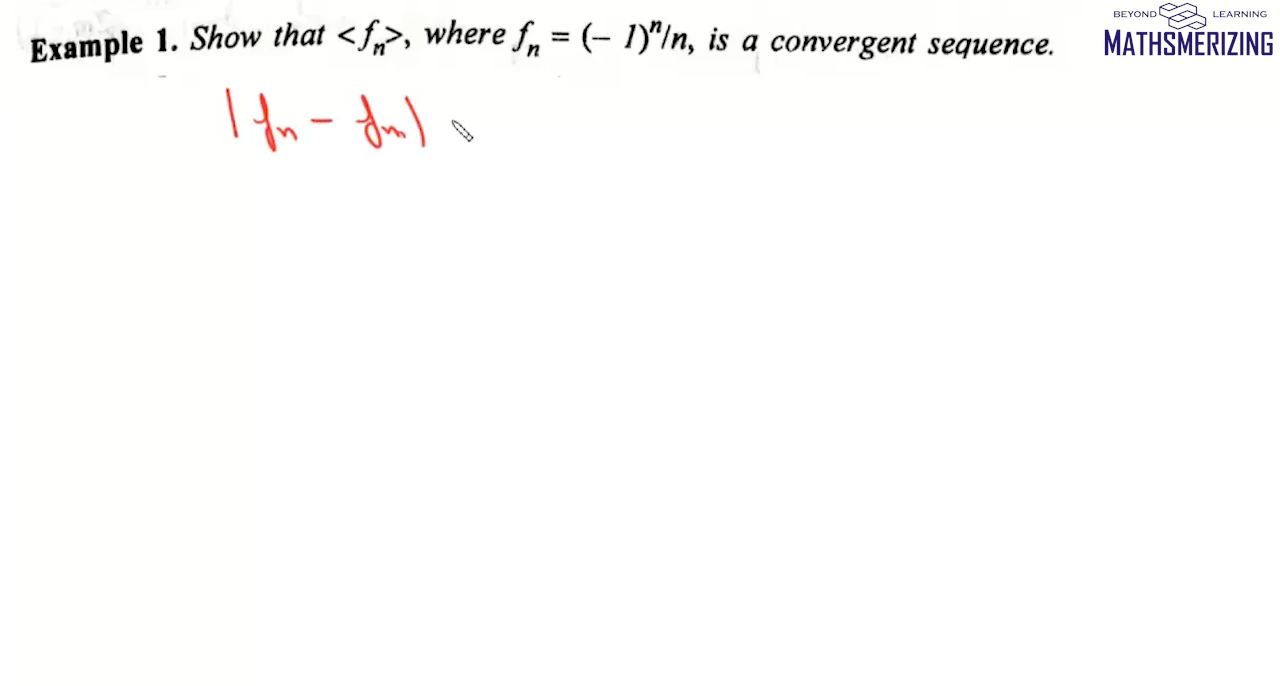 Example 1. Show that <fₙ>, where fₙ = (– 1)ⁿ/n, is a convergent sequence.
BEYOND LEARNING
MATHSMERIZING
| fₙ – fₘ |